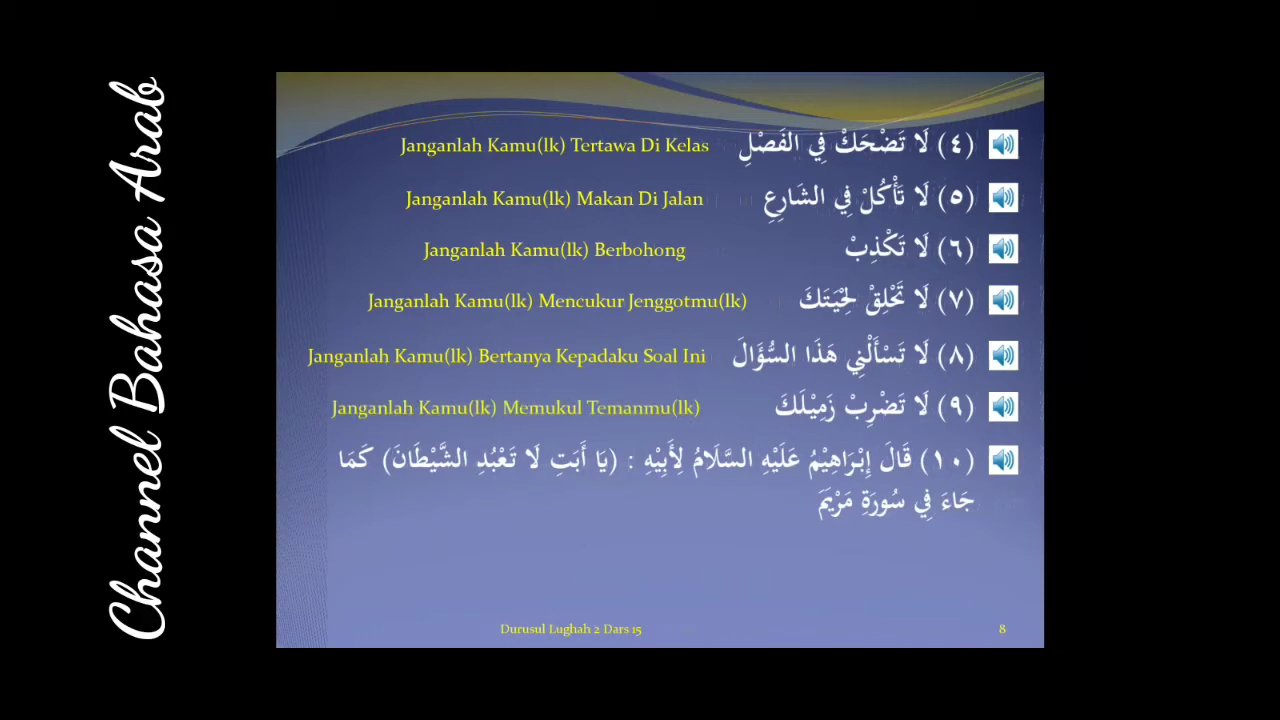 Channel Bahasa Arab
(٤) لَا تَضْحَكْ فِي الفَصْلِ Janganlah Kamu(lk) Tertawa Di Kelas
(٥) لَا تَأْكُلْ فِي الشَارِعِ Janganlah Kamu(lk) Makan Di Jalan
(٦) لَا تَكْذِبْ Janganlah Kamu(lk) Berbohong
(٧) لَا تَحْلِقْ لِحْيَتَكَ Janganlah Kamu(lk) Mencukur Jenggotmu(lk)
(٨) لَا تَسْأَلْنِي هَذَا السُّؤَالَ Janganlah Kamu(lk) Bertanya Kepadaku Soal Ini
(٩) لَا تَضْرِبْ زَمِيْلَكَ Janganlah Kamu(lk) Memukul Temanmu(lk)
(١٠) قَالَ إِبْرَاهِيْمُ عَلَيْهِ السَّلَامُ لِأَبِيْهِ : (يَا أَبَتِ لَا تَعْبُدِ الشَّيْطَانَ) كَمَا
جَاءَ فِي سُورَةِ مَرْيَمَ
Durusul Lughah 2 Dars 15 8